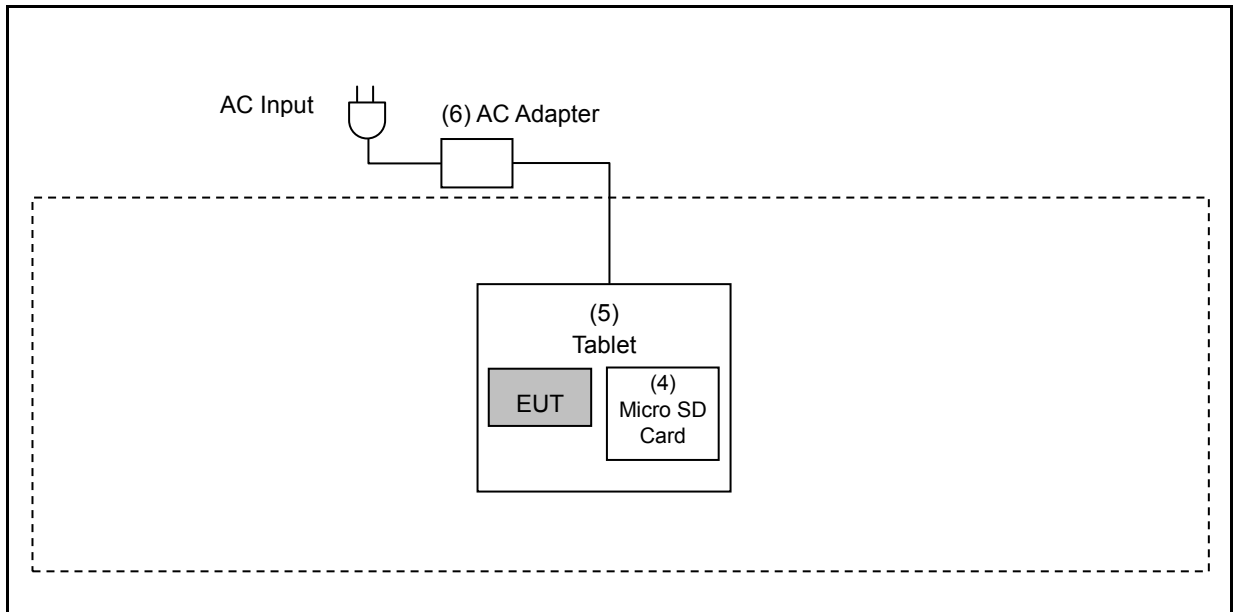 AC Input
(6) AC Adapter
(5)
Tablet
EUT
(4)
Micro SD
Card